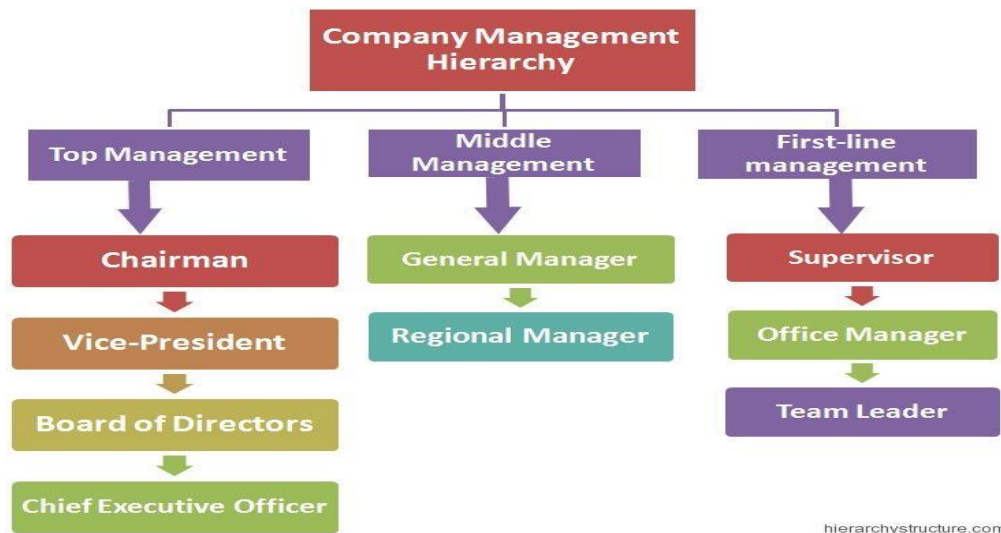 Company Management
Hierarchy
Top Management
Middle
Management
First-line
management
Chairman
Vice-President
Board of Directors
Chief Executive Officer
General Manager
Regional Manager
Supervisor
Office Manager
Team Leader
hierarchystructure.com